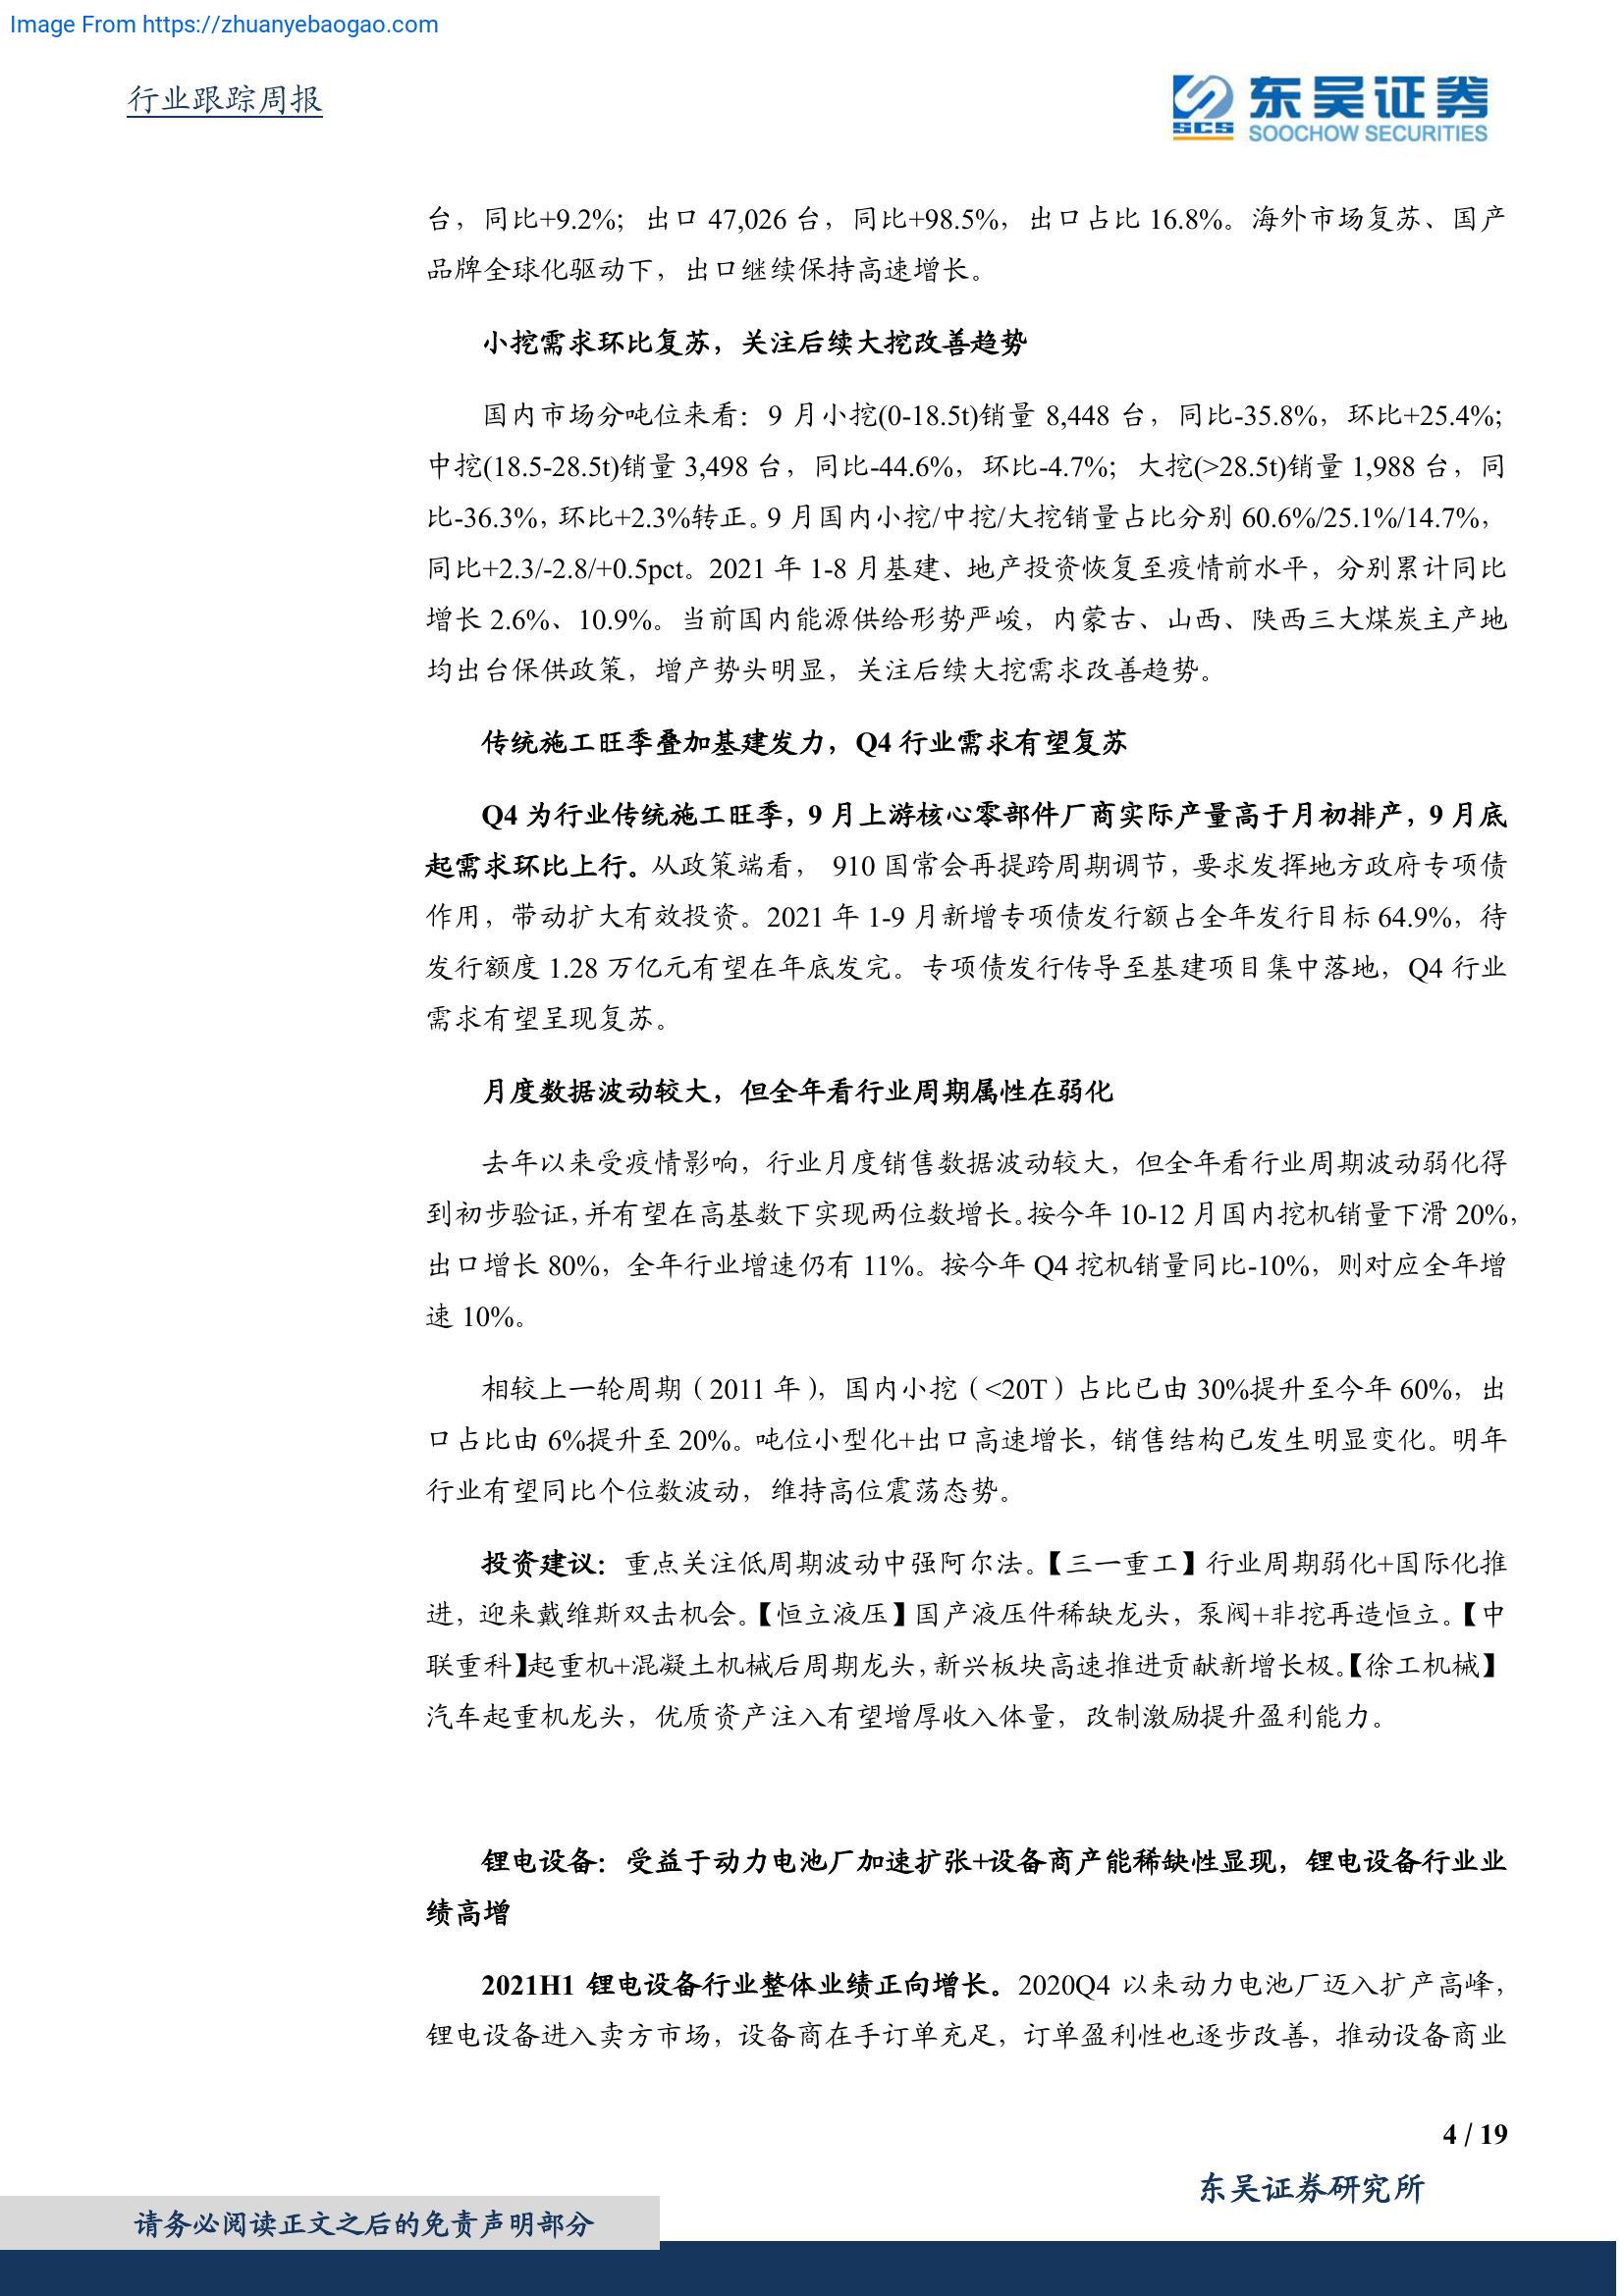 Image From https://zhuanyebaogao.com
行业跟踪周报
SCS 东吴证券
SOOCHOW SECURITIES
台，同比+9.2%；出口 47,026 台，同比+98.5%，出口占比 16.8%。海外市场复苏、国产
品牌全球化驱动下，出口继续保持高速增长。
小挖需求环比复苏，关注后续大挖改善趋势
国内市场分吨位来看：9 月小挖(0-18.5t)销量 8,448 台，同比-35.8%，环比+25.4%;
中挖(18.5-28.5t)销量 3,498 台，同比-44.6%，环比-4.7%；大挖(>28.5t)销量 1,988 台，同
比-36.3%，环比+2.3%转正。9 月国内小挖/中挖/大挖销量占比分别 60.6%/25.1%/14.7%，
同比+2.3/-2.8/+0.5pct。2021 年 1-8 月基建、地产投资恢复至疫情前水平，分别累计同比
增长 2.6%、10.9%。当前国内能源供给形势严峻，内蒙古、山西、陕西三大煤炭主产地
均出台保供政策，增产势头明显，关注后续大挖需求改善趋势。
传统施工旺季叠加基建发力，Q4 行业需求有望复苏
Q4 为行业传统施工旺季，9 月上游核心零部件厂商实际产量高于月初排产，9 月底
起需求环比上行。从政策端看， 910 国常会再提跨周期调节，要求发挥地方政府专项债
作用，带动扩大有效投资。2021 年 1-9 月新增专项债发行额占全年发行目标 64.9%，待
发行额度 1.28 万亿元有望在年底发完。专项债发行传导至基建项目集中落地，Q4 行业
需求有望呈现复苏。
月度数据波动较大，但全年看行业周期属性在弱化
去年以来受疫情影响，行业月度销售数据波动较大，但全年看行业周期波动弱化得
到初步验证，并有望在高基数下实现两位数增长。按今年 10-12 月国内挖机销量下滑 20%，
出口增长 80%，全年行业增速仍有 11%。按今年 Q4 挖机销量同比-10%，则对应全年增
速 10%。
相较上一轮周期（2011 年），国内小挖（<20T）占比已由 30%提升至今年 60%，出
口占比由 6%提升至 20%。吨位小型化+出口高速增长，销售结构已发生明显变化。明年
行业有望同比个位数波动，维持高位震荡态势。
投资建议：重点关注低周期波动中强阿尔法。【三一重工】行业周期弱化+国际化推
进，迎来戴维斯双击机会。【恒立液压】国产液压件稀缺龙头，泵阀+非挖再造恒立。【中
联重科】起重机+混凝土机械后周期龙头，新兴板块高速推进贡献新增长极。【徐工机械】
汽车起重机龙头，优质资产注入有望增厚收入体量，改制激励提升盈利能力。
锂电设备：受益于动力电池厂加速扩张+设备商产能稀缺性显现，锂电设备行业业
绩高增
2021H1 锂电设备行业整体业绩正向增长。2020Q4 以来动力电池厂迈入扩产高峰，
锂电设备进入卖方市场，设备商在手订单充足，订单盈利性也逐步改善，推动设备商业
4 / 19
东吴证券研究所
请务必阅读正文之后的免责声明部分